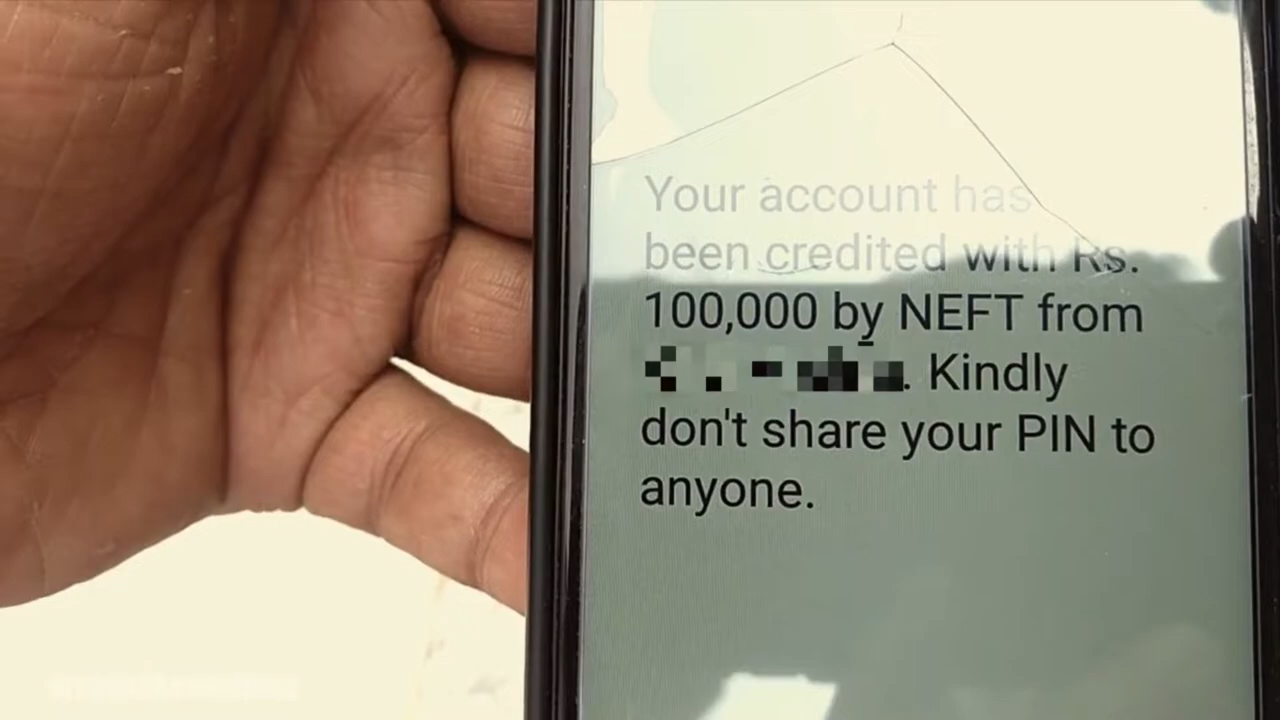 Your account has
been credited with Rs.
100,000 by NEFT from
. Kindly
don't share your PIN to
anyone.